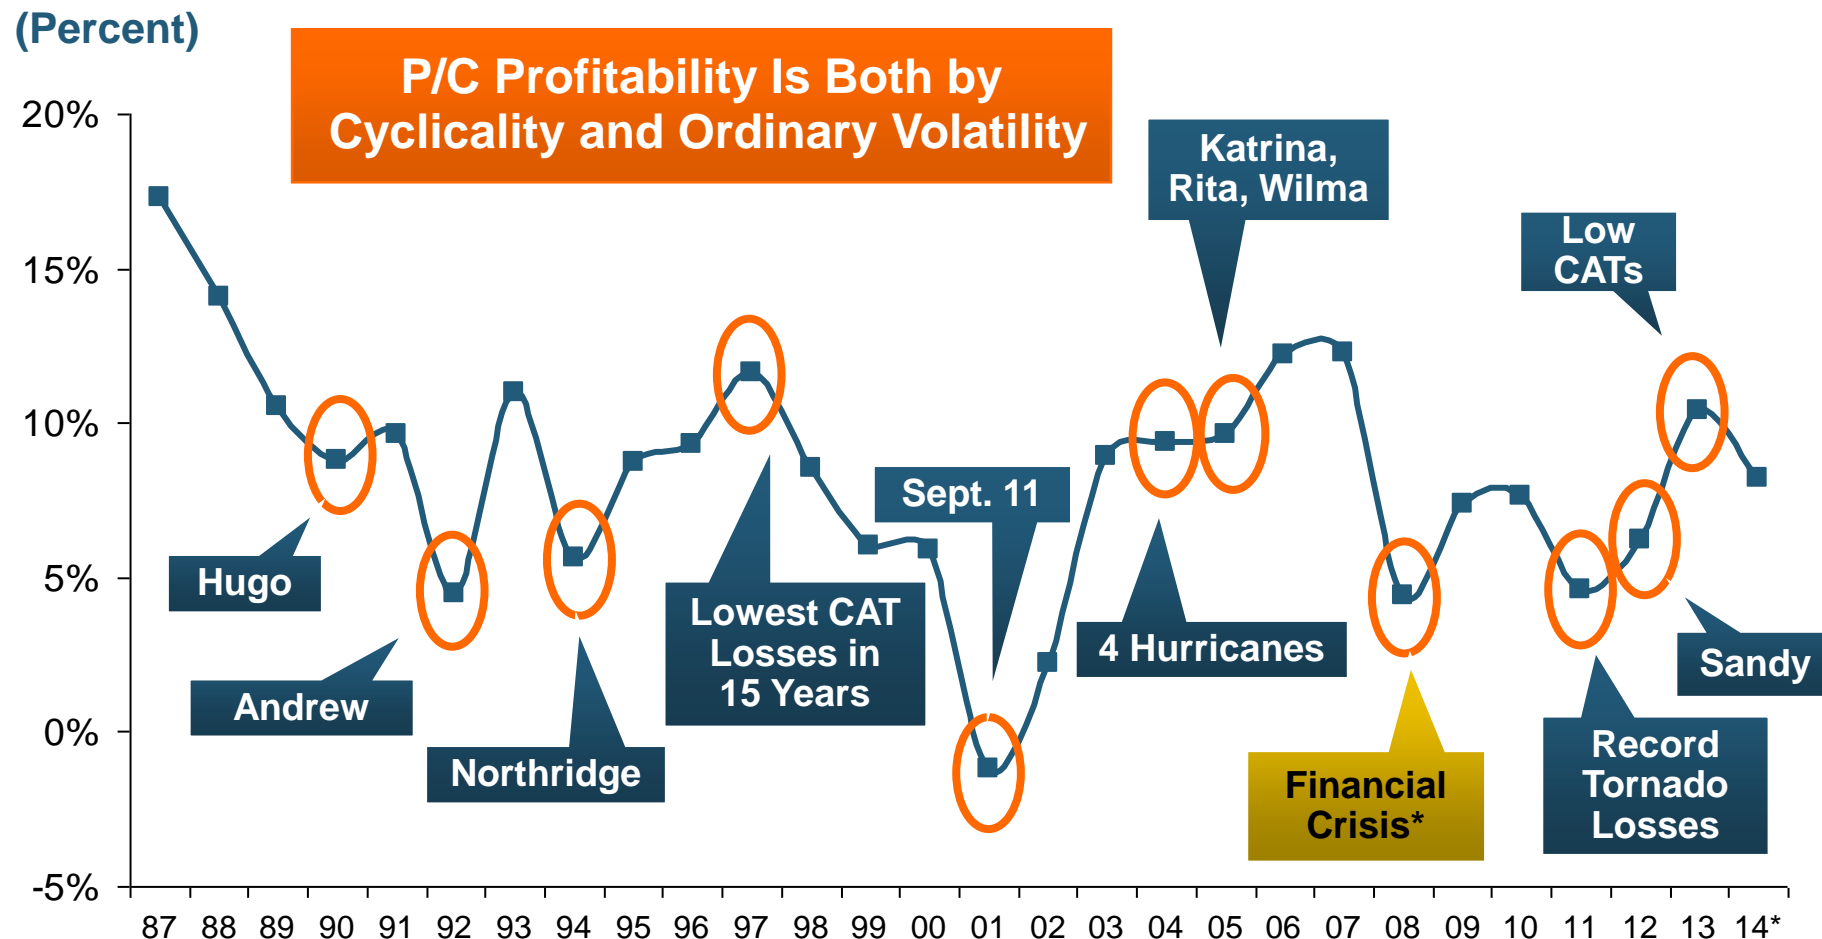 (Percent)
P/C Profitability Is Both by
Cyclicality and Ordinary Volatility
20%
15%
10%
5%
0%
-5%
Katrina,
Rita, Wilma
Low
CATs
Sept. 11
Hugo
Lowest CAT
Losses in
15 Years
4 Hurricanes
Sandy
Andrew
Northridge
Financial
Crisis*
Record
Tornado
Losses
87 88 89 90 91 92 93 94 95 96 97 98 99 00 01 02 03 04 05 06 07 08 09 10 11 12 13 14*